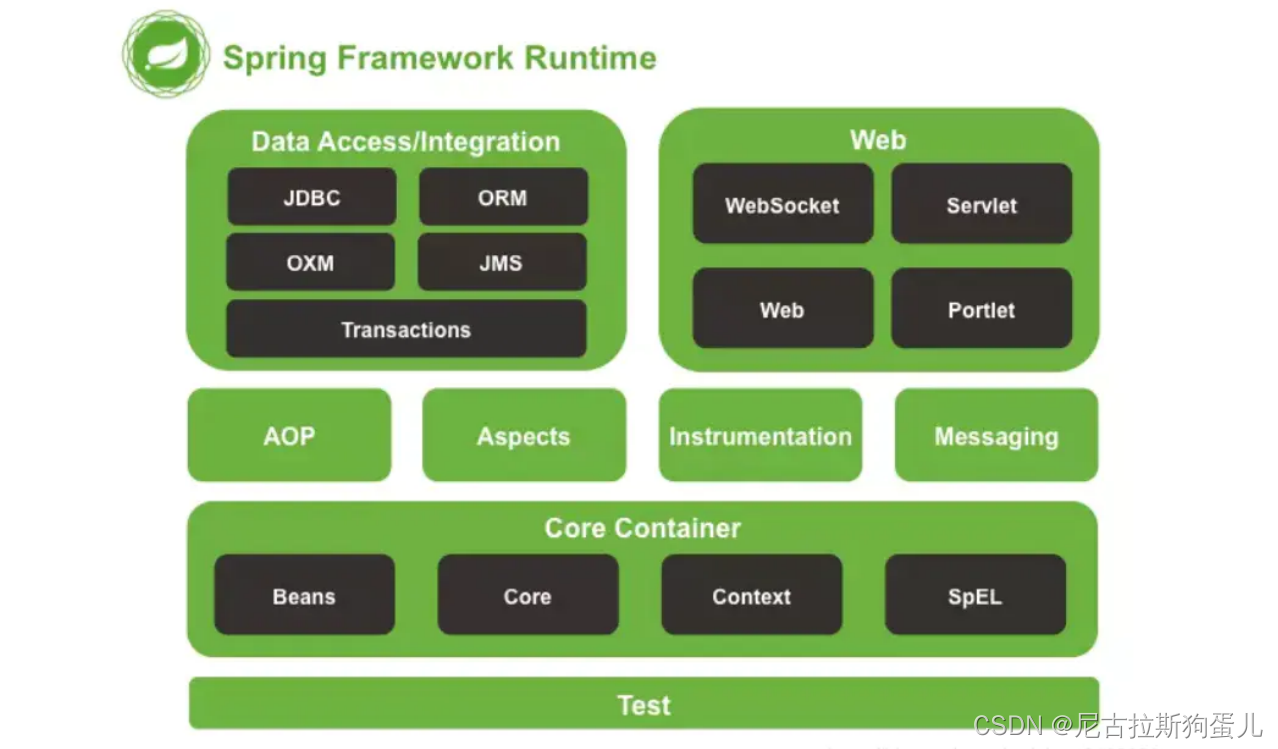 Spring Framework Runtime
Data Access/Integration
JDBC
ORM
OXM
JMS
Transactions
Web
WebSocket
Servlet
Web
Portlet
AOP
Aspects
Instrumentation
Messaging
Core Container
Beans
Core
Context
SpEL
Test
CSDN @尼古拉斯狗蛋儿